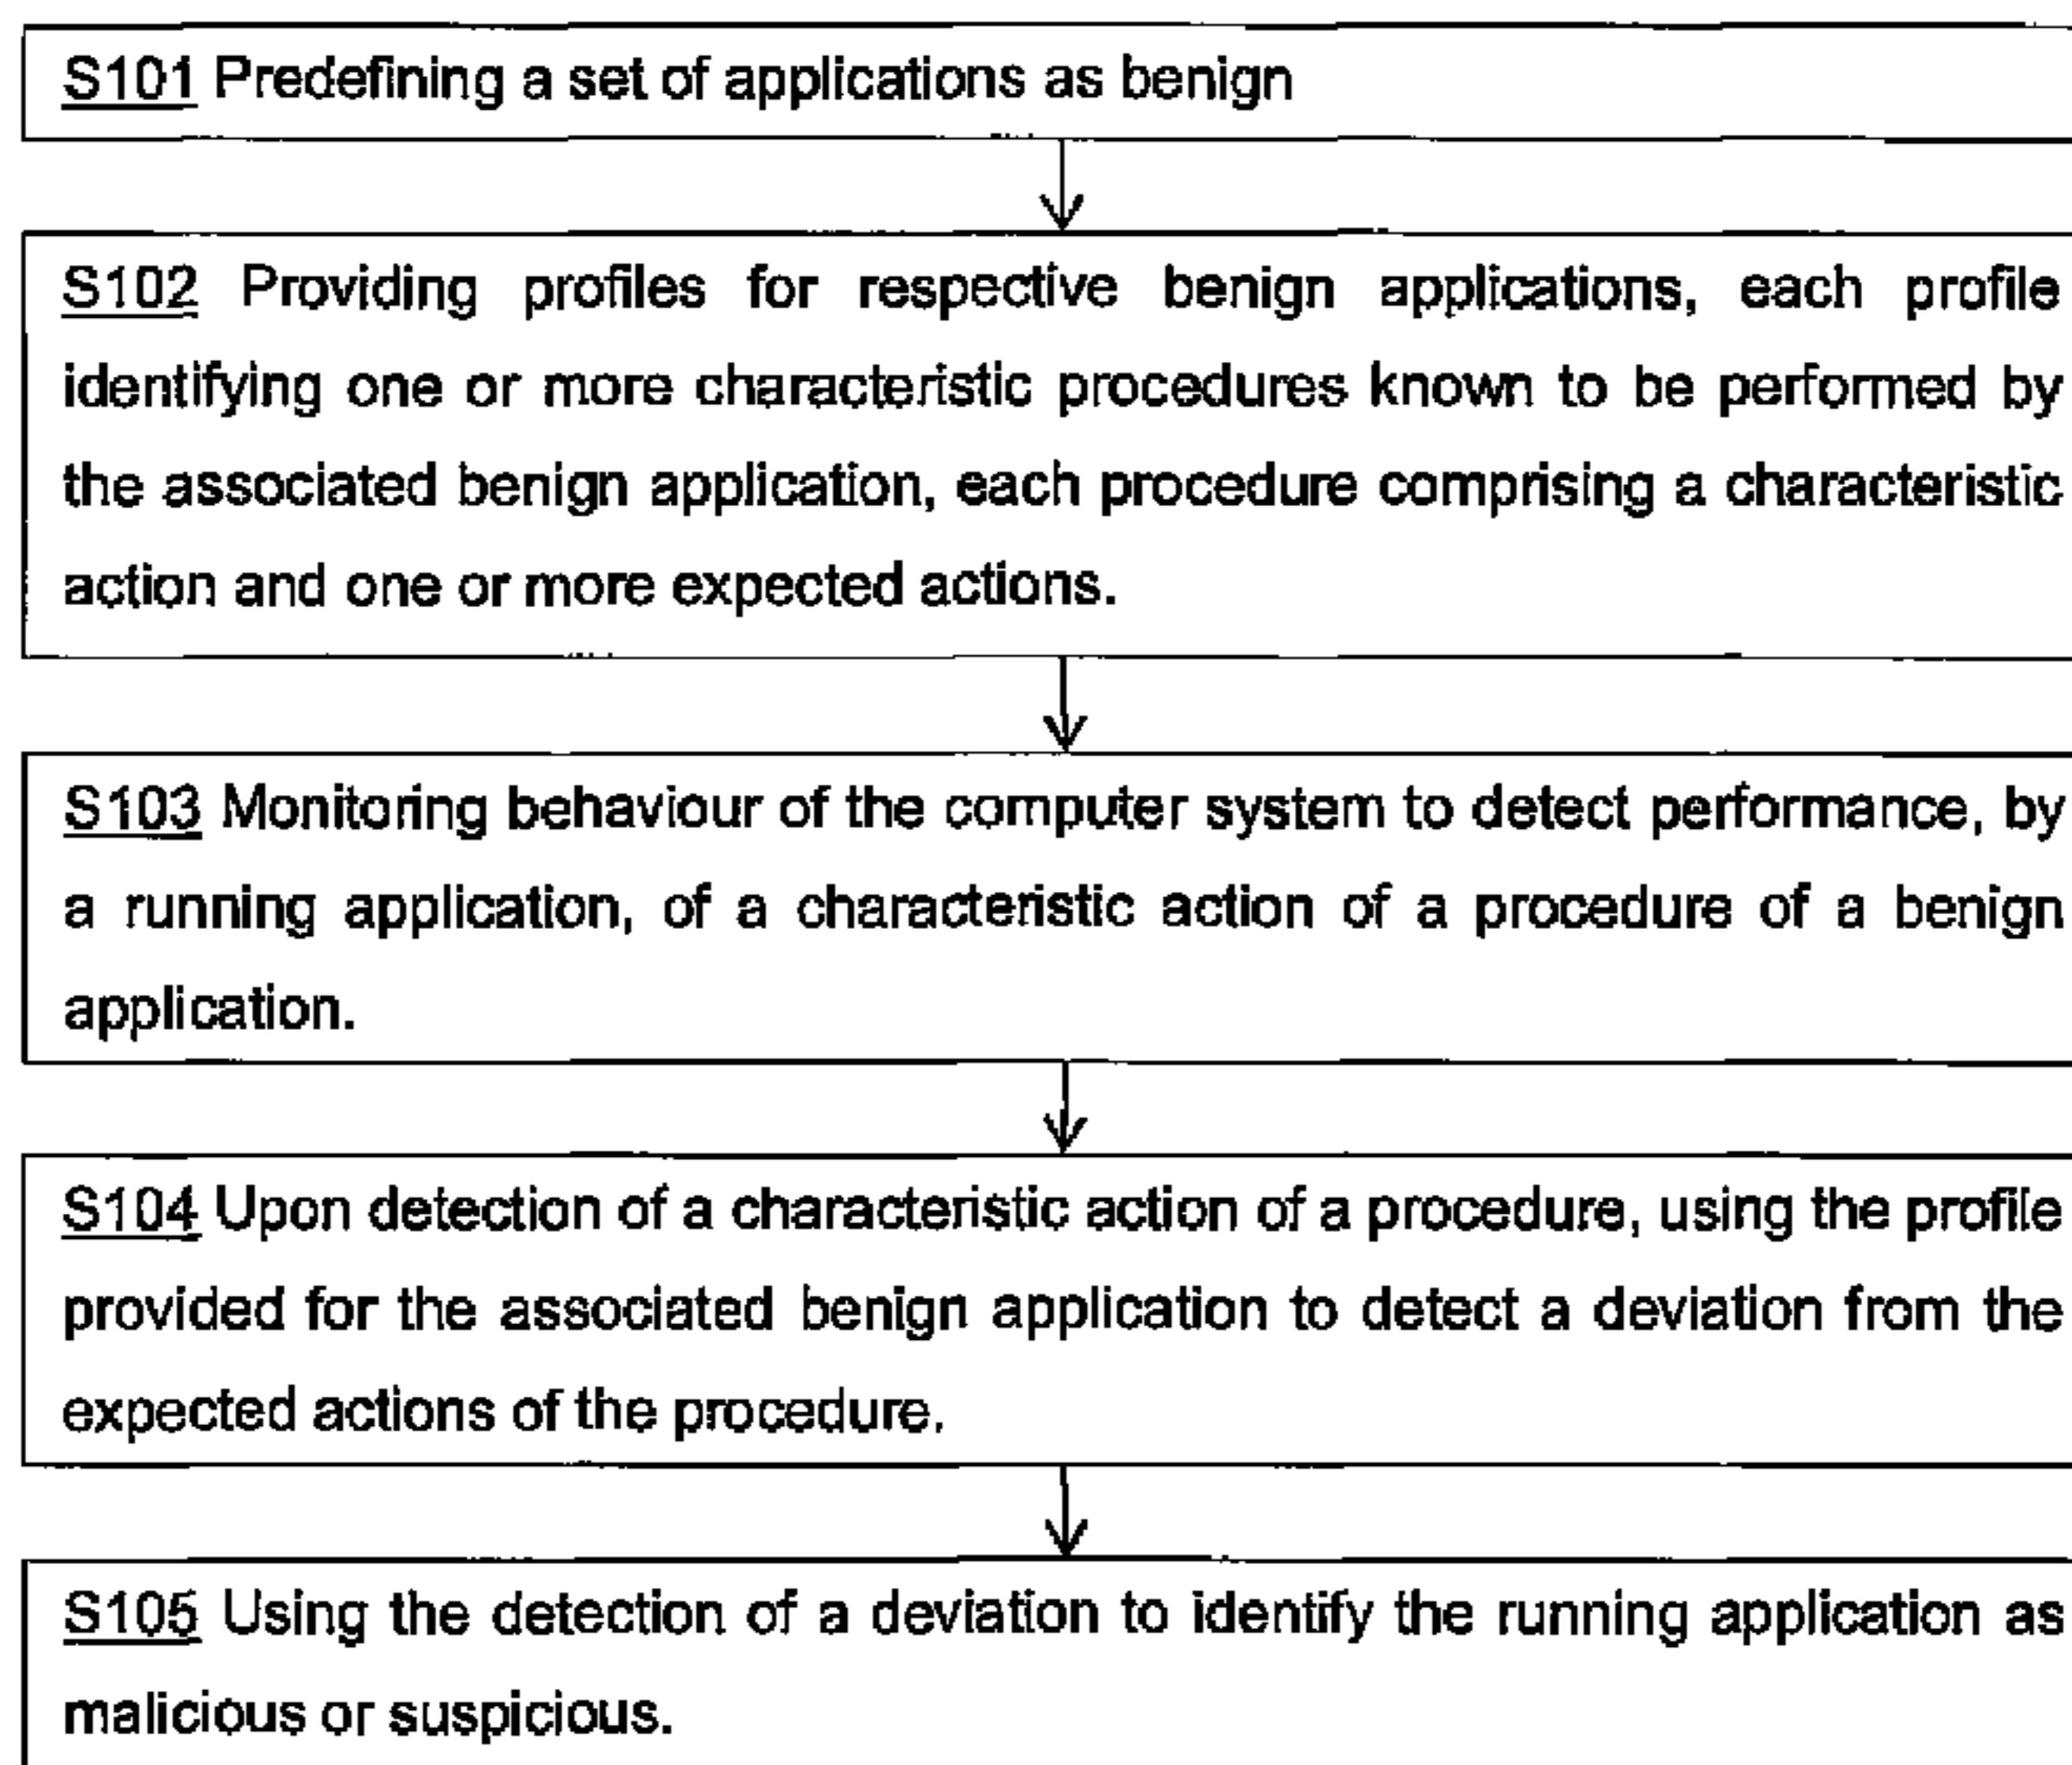 S101 Predefining a set of applications as benign
S102 Providing profiles for respective benign applications, each profile
identifying one or more characteristic procedures known to be performed by
the associated benign application, each procedure comprising a characteristic
action and one or more expected actions.
S103 Monitoring behaviour of the computer system to detect performance, by
a running application, of a characteristic action of a procedure of a benign
application.
S104 Upon detection of a characteristic action of a procedure, using the profile
provided for the associated benign application to detect a deviation from the
expected actions of the procedure.
S105 Using the detection of a deviation to identify the running application as
malicious or suspicious.